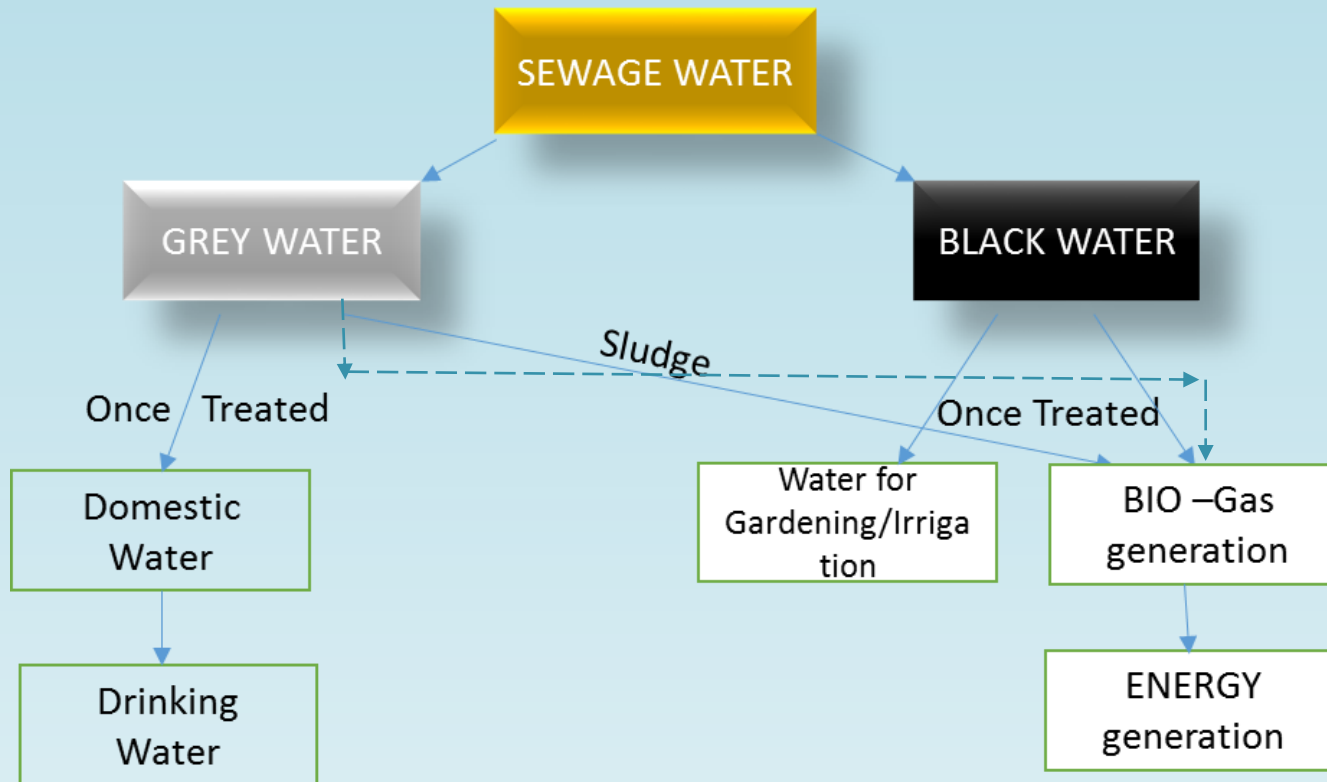 SEWAGE WATER
GREY WATER
BLACK WATER
Sludge
Once Treated
Once Treated
Domestic
Water
Water for
Gardening/Irriga
tion
BIO –Gas
generation
Drinking
Water
ENERGY
generation